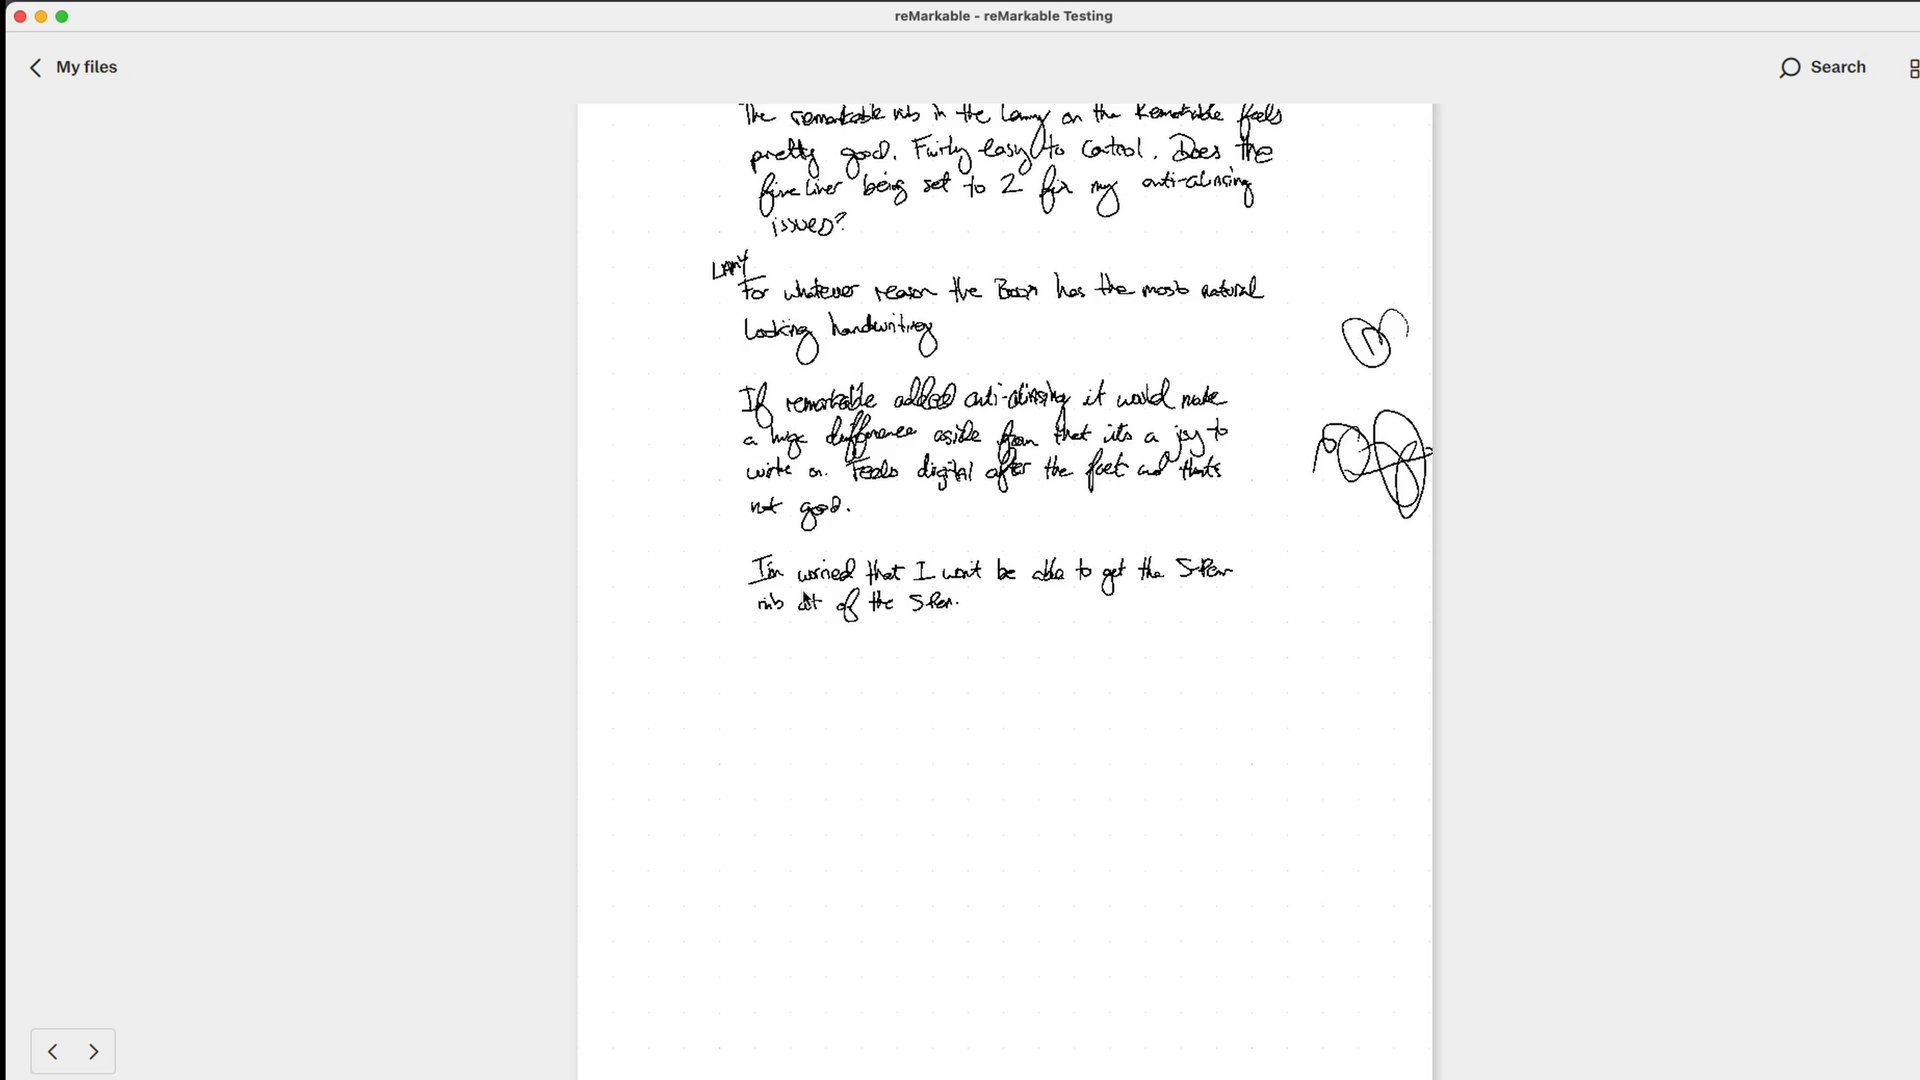 reMarkable - reMarkable Testing
My files
Search
The remarkable nib in the Lamy on the Remarkable feels
pretty good. Fairly easy to control. Does the
fineliner being set to 2 fix my anti-aliasing
issues?
LAMY
For whatever reason the Boox has the most natural
looking handwriting
If remarkable added anti-aliasing it would make
a huge difference aside from that it's a joy to
write on. Feels digital after the fact and thats
not good.
I'm worried that I wont be able to get the S-Pen
nib out of the S Pen.